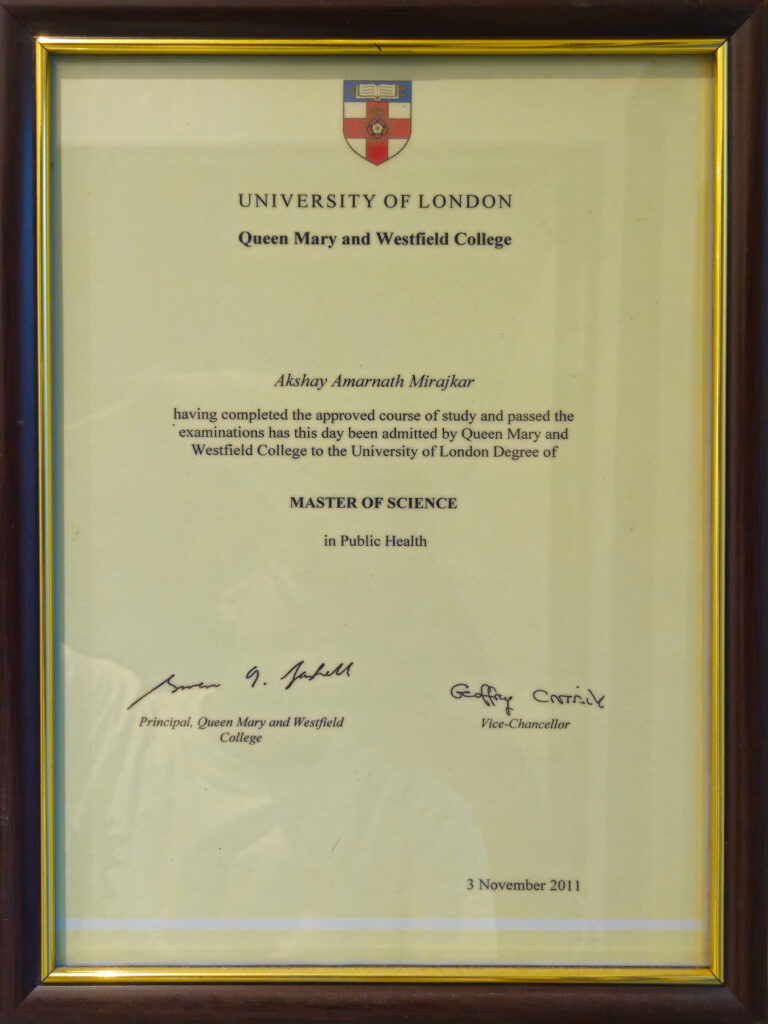 UNIVERSITY OF LONDON
Queen Mary and Westfield College
Akshay Amarnath Mirajkar
having completed the approved course of study and passed the
examinations has this day been admitted by Queen Mary and
Westfield College to the University of London Degree of
MASTER OF SCIENCE
in Public Health
Geoffrey
Principal, Queen Mary and Westfield
College
Vice-Chancellor
3 November 2011